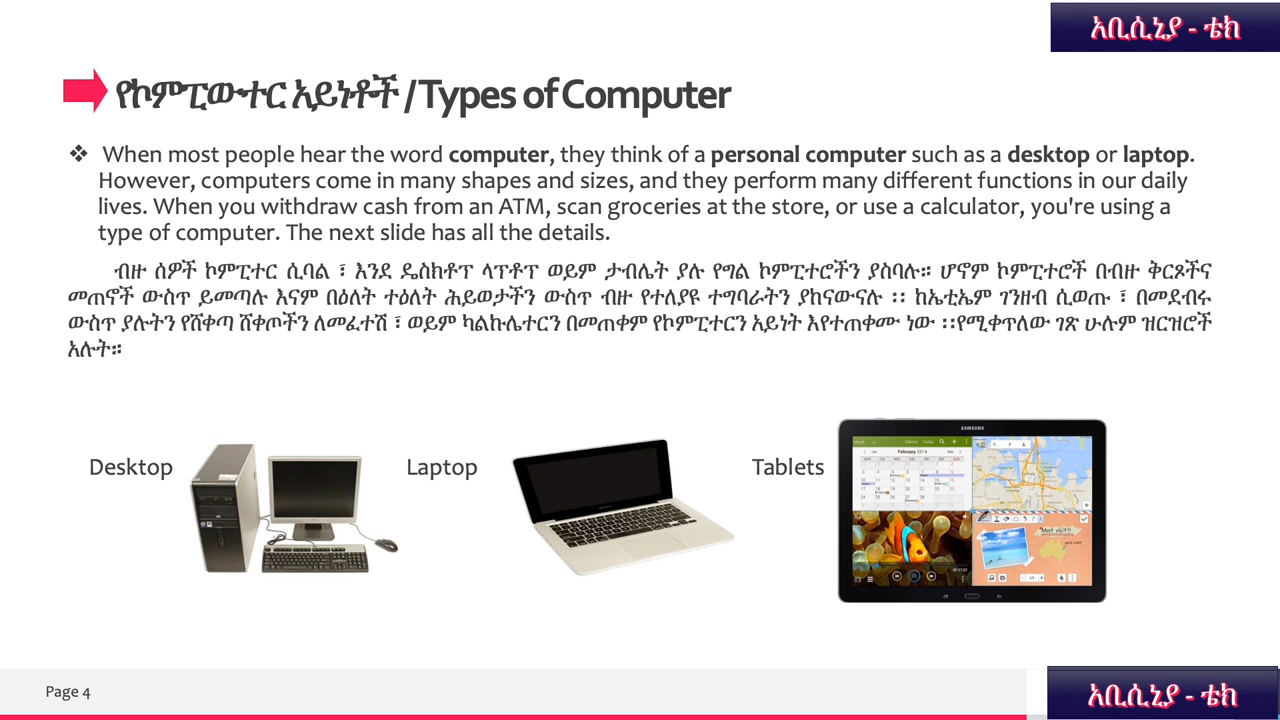 አቢሲኒያ - ቴክ
የኮምፒውተር አይነቶች / Types of Computer
❖ When most people hear the word computer, they think of a personal computer such as a desktop or laptop.
However, computers come in many shapes and sizes, and they perform many different functions in our daily
lives. When you withdraw cash from an ATM, scan groceries at the store, or use a calculator, you're using a
type of computer. The next slide has all the details.
ብዙ ሰዎች ኮምፒተር ሲባል ፣ እንደ ዴስክቶፕ ላፕቶፕ ወይም ታብሌት ያሉ የግል ኮምፒተሮችን ያስባሉ። ሆኖም ኮምፒተሮች በብዙ ቅርጾችና
መጠኖች ውስጥ ይመጣሉ እናም በዕለት ተዕለት ሕይወታችን ውስጥ ብዙ የተለያዩ ተግባራትን ያከናውናሉ ፡፡ ከኤቲኤም ገንዘብ ሲወጡ ፣ በመደብሩ
ውስጥ ያሉትን የሸቀጣ ሸቀጦችን ለመፈተሽ ፣ ወይም ካልኩሌተርን በመጠቀም የኮምፒተርን አይነት እየተጠቀሙ ነው ፡፡የሚቀጥለው ገጽ ሁሉም ዝርዝሮች
አሉት።
Desktop
Laptop
Tablets
SAMSUNG
February 2014
Must visit!!
Page 4
አቢሲኒያ - ቴክ